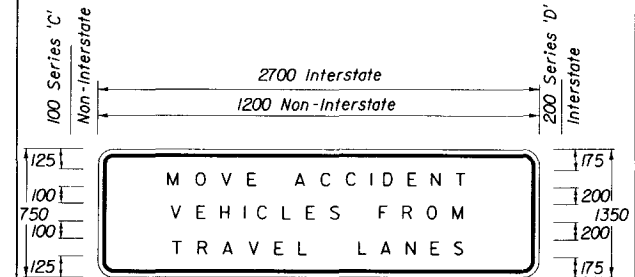 100 Series 'C'
Non-Interstate
2700 Interstate
1200 Non-Interstate
200 Series 'D'
Interstate
125
100
750
100
125
MOVE ACCIDENT
VEHICLES FROM
TRAVEL LANES
175
200
1350
200
175